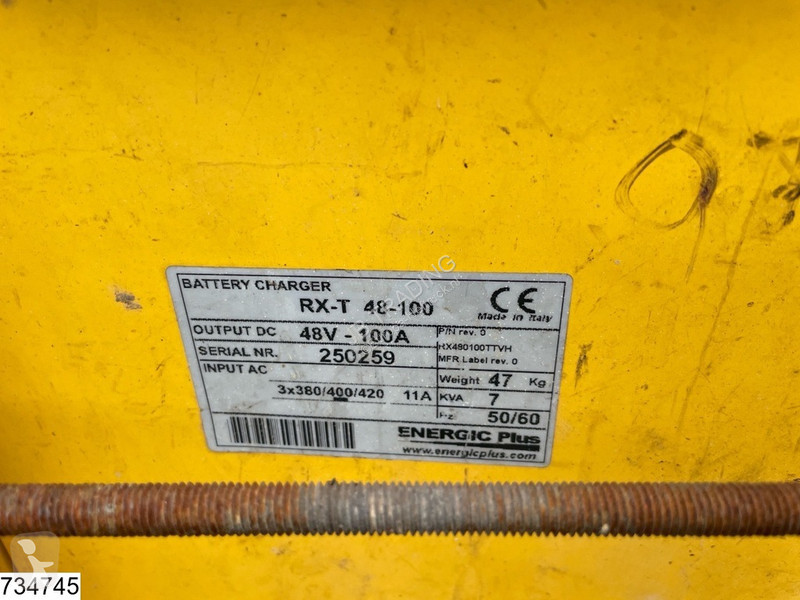 BATTERY CHARGER
RX-T 48-100
CE
Made in Italy
OUTPUT DC 48V - 100A
P/N rev. 0
HX480100TTVH
MFR Label rev. 0
SERIAL NR. 250259
INPUT AC
Weight 47 Kg
3x380/400/420 11A
KVA 7
Hz 50/60
ENERGIC Plus
www.energicplus.com
734745